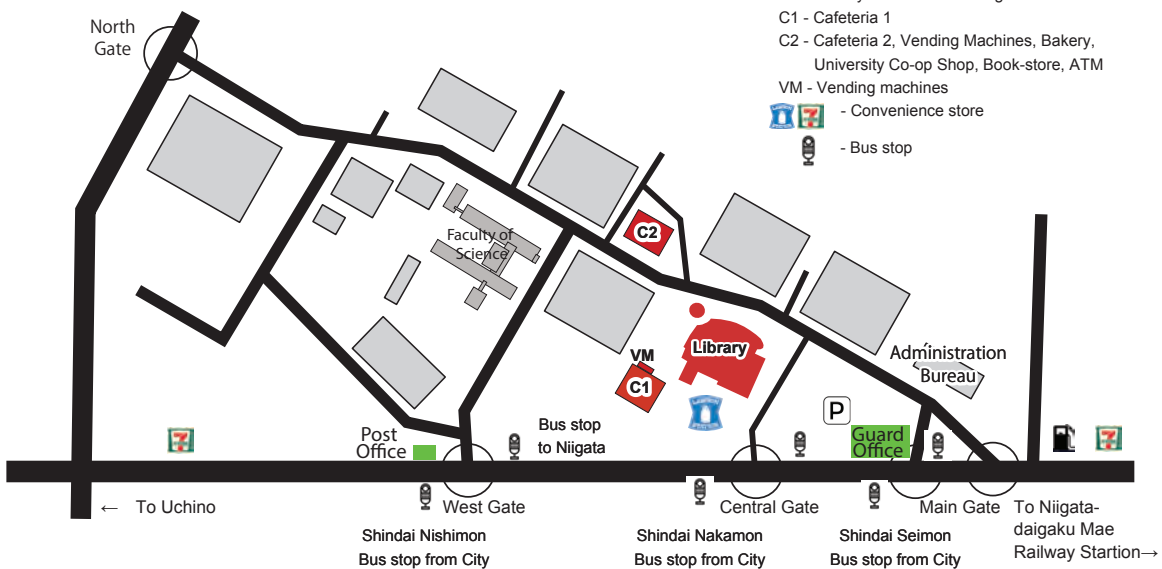 C1 - Cafeteria 1
C2 - Cafeteria 2, Vending Machines, Bakery,
University Co-op Shop, Book-store, ATM
VM - Vending machines
- Convenience store
- Bus stop
North
Gate
C2
Faculty of
Science
Library
VM
C1
Administration
Bureau
P
Post
Office
Bus stop
to Niigata
Guard
Office
7
7
7
← To Uchino
West Gate
Central Gate
Main Gate
To Niigata-
daigaku Mae
Railway Startion→
Shindai Nishimon
Bus stop from City
Shindai Nakamon
Bus stop from City
Shindai Seimon
Bus stop from City